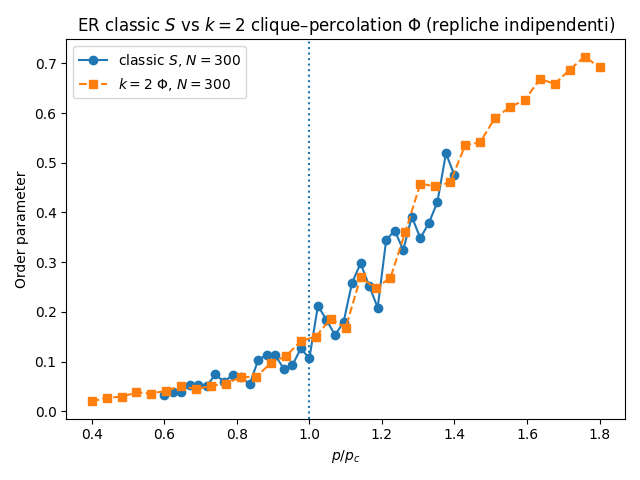 ER classic S vs k = 2 clique–percolation Φ (repliche indipendenti)
classic S, N = 300
k = 2 Φ, N = 300
Order parameter
0.7
0.6
0.5
0.4
0.3
0.2
0.1
0.0
0.4 0.6 0.8 1.0 1.2 1.4 1.6 1.8
p/p_c